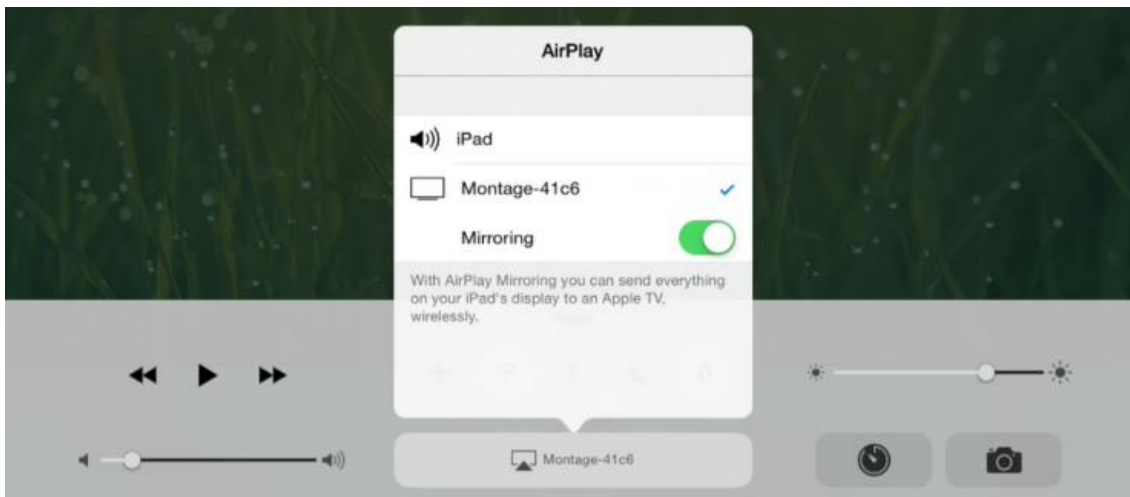 AirPlay
iPad
Montage-41c6
Mirroring
With AirPlay Mirroring you can send everything
on your iPad's display to an Apple TV,
wirelessly.
Montage-41c6